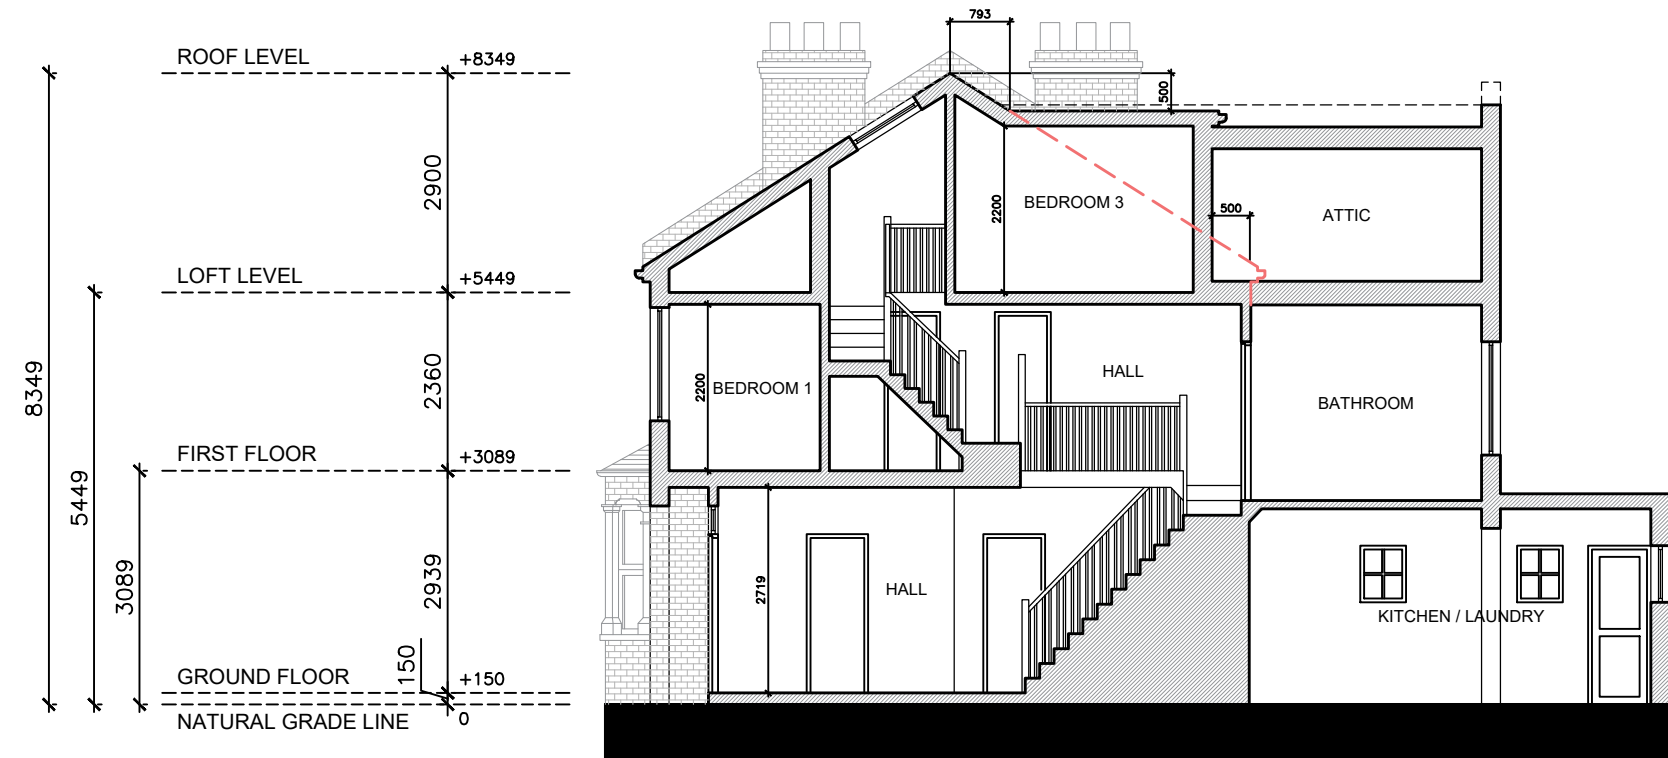 793
ROOF LEVEL
+8349
500
2900
2200
BEDROOM 3
500
ATTIC
LOFT LEVEL
+5449
8349
2360
2200
BEDROOM 1
HALL
BATHROOM
FIRST FLOOR
+3089
5449
3089
2939
2719
HALL
KITCHEN / LAUNDRY
150
GROUND FLOOR
+150
NATURAL GRADE LINE
0